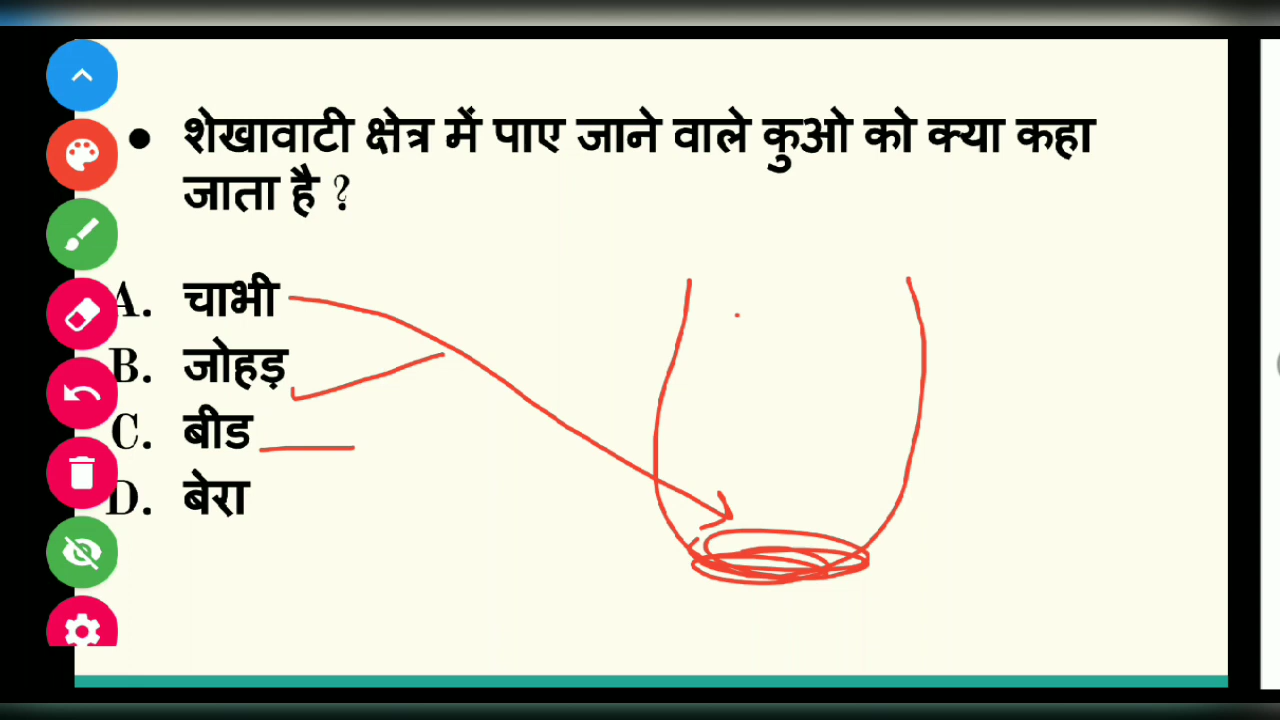 ● शेखावाटी क्षेत्र में पाए जाने वाले कुओ को क्या कहा
जाता है ?
A. चाभी
B. जोहड़
C. बीड
D. बेरा